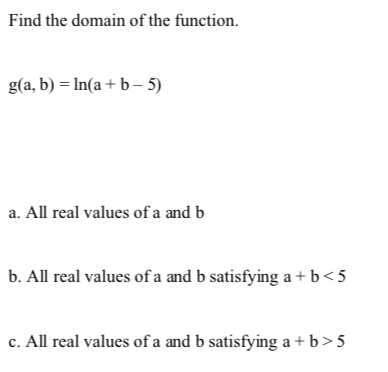 Find the domain of the function.
g(a, b) = ln(a + b – 5)
a. All real values of a and b
b. All real values of a and b satisfying a + b < 5
c. All real values of a and b satisfying a + b > 5